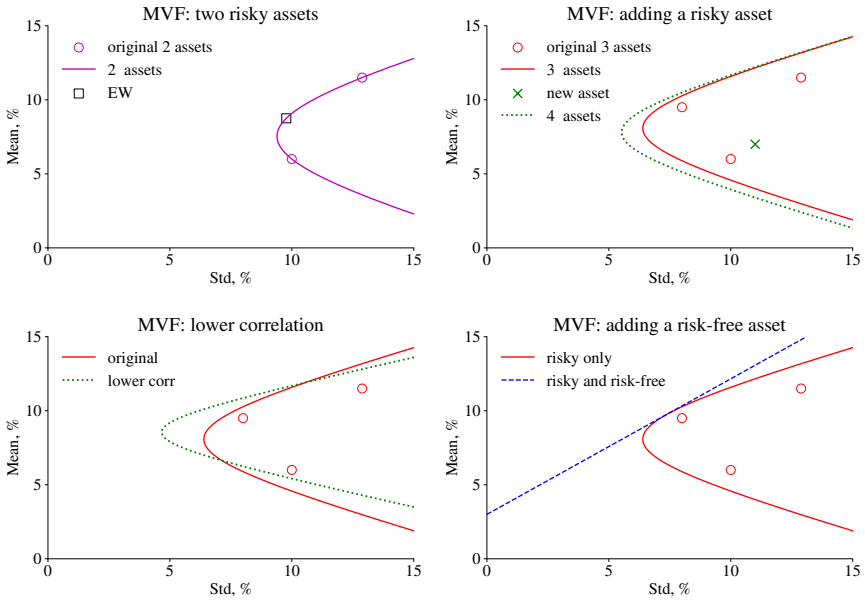 MVF: two risky assets
15
10
5
0
Mean, %
original 2 assets
2 assets
EW
0
5
10
15
Std, %
MVF: adding a risky asset
15
10
5
0
Mean, %
original 3 assets
3 assets
new asset
4 assets
0
5
10
15
Std, %
MVF: lower correlation
15
10
5
0
Mean, %
original
lower corr
0
5
10
15
Std, %
MVF: adding a risk-free asset
15
10
5
0
Mean, %
risky only
risky and risk-free
0
5
10
15
Std, %